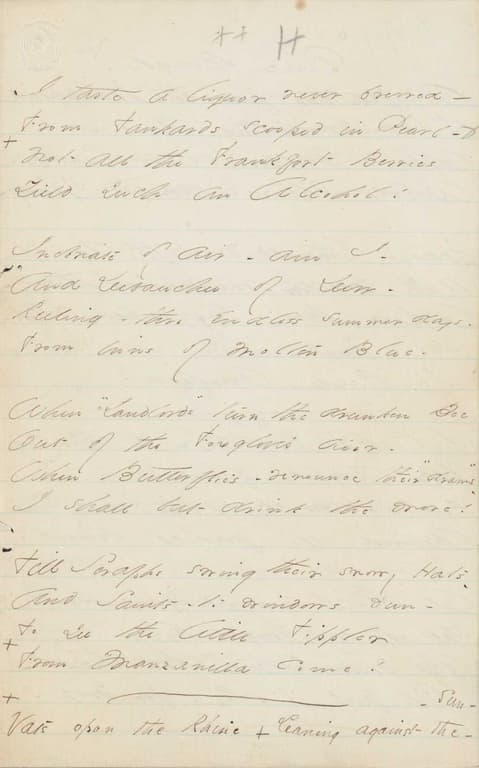 I taste a liquor never brewed -
From Tankards scooped in Pearl -
+ Not all the Frankfort Berries
Yield such an Alcohol!
Inebriate of air - am I -
And Debauchee of Dew -
Reeling - thro endless summer days -
From inns of Molten Blue -
When "Landlords" turn the drunken Bee
Out of the Foxglove's door -
When Butterflies - renounce their "drams" -
I shall but drink the more!
Till Seraphs swing their snowy Hats -
And Saints - to windows run -
To see the little Tippler
+ From Manzanilla come!
+ - Sun -
Vats upon the Rhine + Leaning against the -